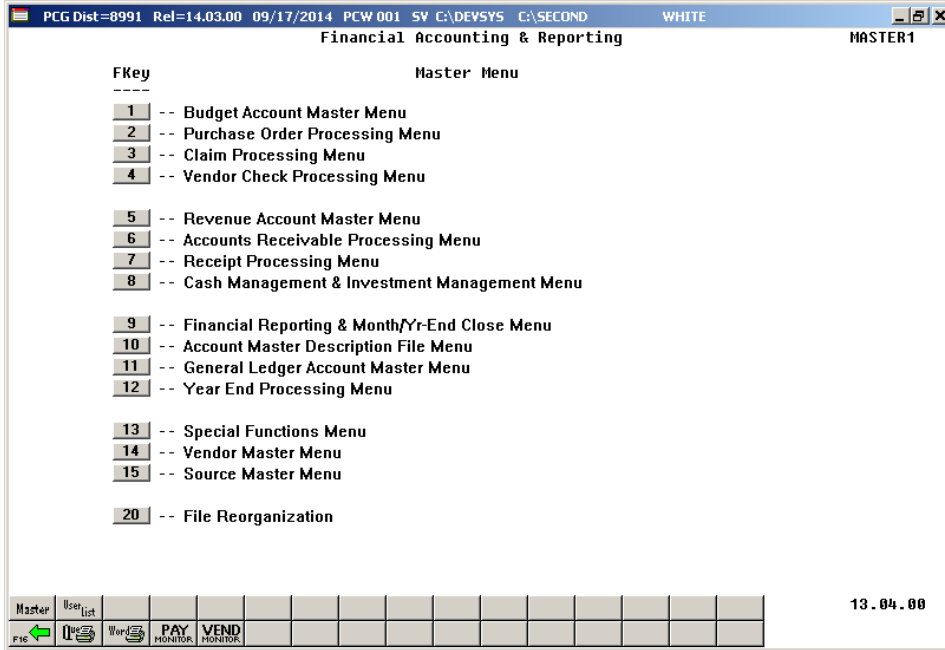 PCG Dist=8991 Rel=14.03.00 09/17/2014 PCW 001 SV C:\DEVSYS C:\SECOND WHITE
Financial Accounting & Reporting MASTER1
FKey Master Menu
----
1 -- Budget Account Master Menu
2 -- Purchase Order Processing Menu
3 -- Claim Processing Menu
4 -- Vendor Check Processing Menu
5 -- Revenue Account Master Menu
6 -- Accounts Receivable Processing Menu
7 -- Receipt Processing Menu
8 -- Cash Management & Investment Management Menu
9 -- Financial Reporting & Month/Yr-End Close Menu
10 -- Account Master Description File Menu
11 -- General Ledger Account Master Menu
12 -- Year End Processing Menu
13 -- Special Functions Menu
14 -- Vendor Master Menu
15 -- Source Master Menu
20 -- File Reorganization
Master User List 13.04.00
F16 Que Word PAY MONITOR VEND MONITOR